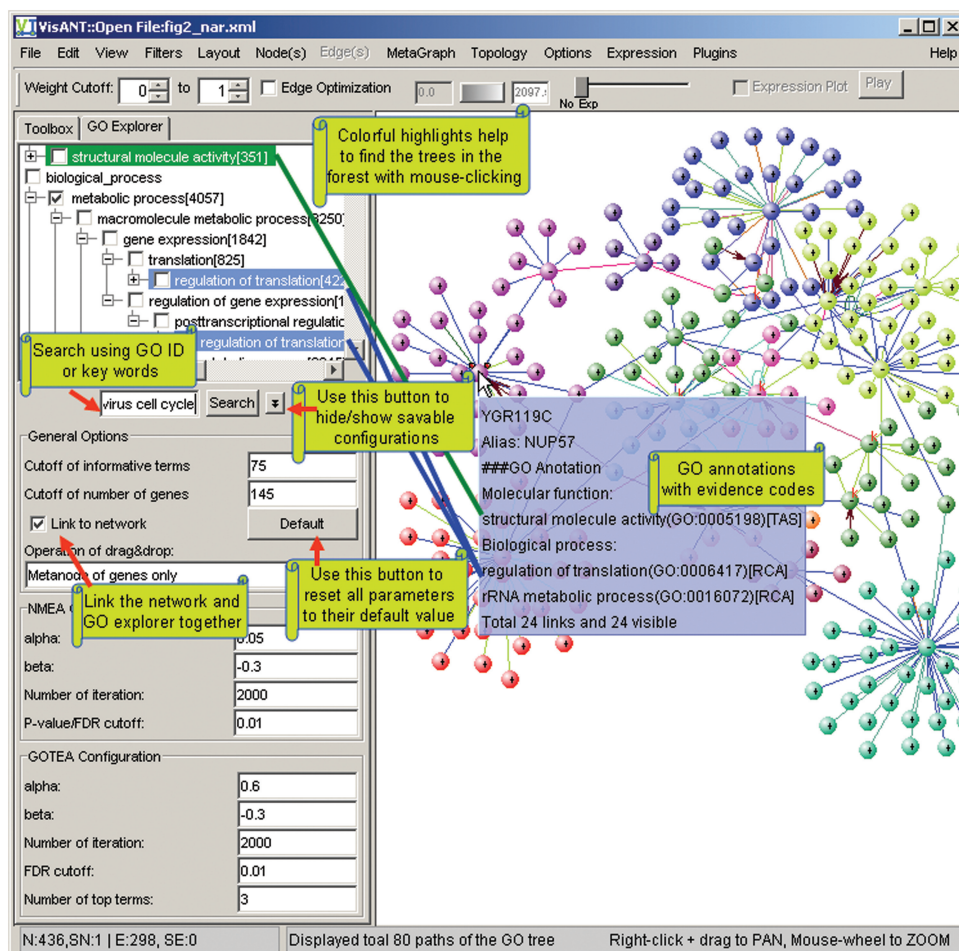 VisANT::Open File:fig2_nar.xml
File Edit View Filters Layout Node(s) Edge(s) MetaGraph Topology Options Expression Plugins Help
Weight Cutoff: 0 to 1 Edge Optimization 0.0 2097. No Exp Expression Plot Play
Toolbox GO Explorer
structural molecule activity[351]
biological_process
metabolic process[4057]
macromolecule metabolic process[3250]
gene expression[1842]
translation[825]
regulation of translation[422
regulation of gene expression[1
posttranscriptional regulatio
regulation of translation
Colorful highlights help
to find the trees in the
forest with mouse-clicking
Search using GO ID
or key words
virus cell cycle Search
Use this button to
hide/show savable
configurations
General Options
Cutoff of informative terms 75
Cutoff of number of genes 145
Link to network Default
Operation of drag&drop:
Metanode of genes only
Link the network and
GO explorer together
Use this button to
reset all parameters
to their default value
NMEA
alpha: 0.05
beta: -0.3
Number of iteration: 2000
P-value/FDR cutoff: 0.01
GOTEA Configuration
alpha: 0.6
beta: -0.3
Number of iteration: 2000
FDR cutoff: 0.01
Number of top terms: 3
YGR119C
Alias: NUP57
###GO Anotation
Molecular function:
structural molecule activity(GO:0005198)[TAS]
Biological process:
regulation of translation(GO:0006417)[RCA]
rRNA metabolic process(GO:0016072)[RCA]
Total 24 links and 24 visible
GO annotations
with evidence codes
N:436,SN:1 | E:298, SE:0 Displayed toal 80 paths of the GO tree Right-click + drag to PAN, Mouse-wheel to ZOOM